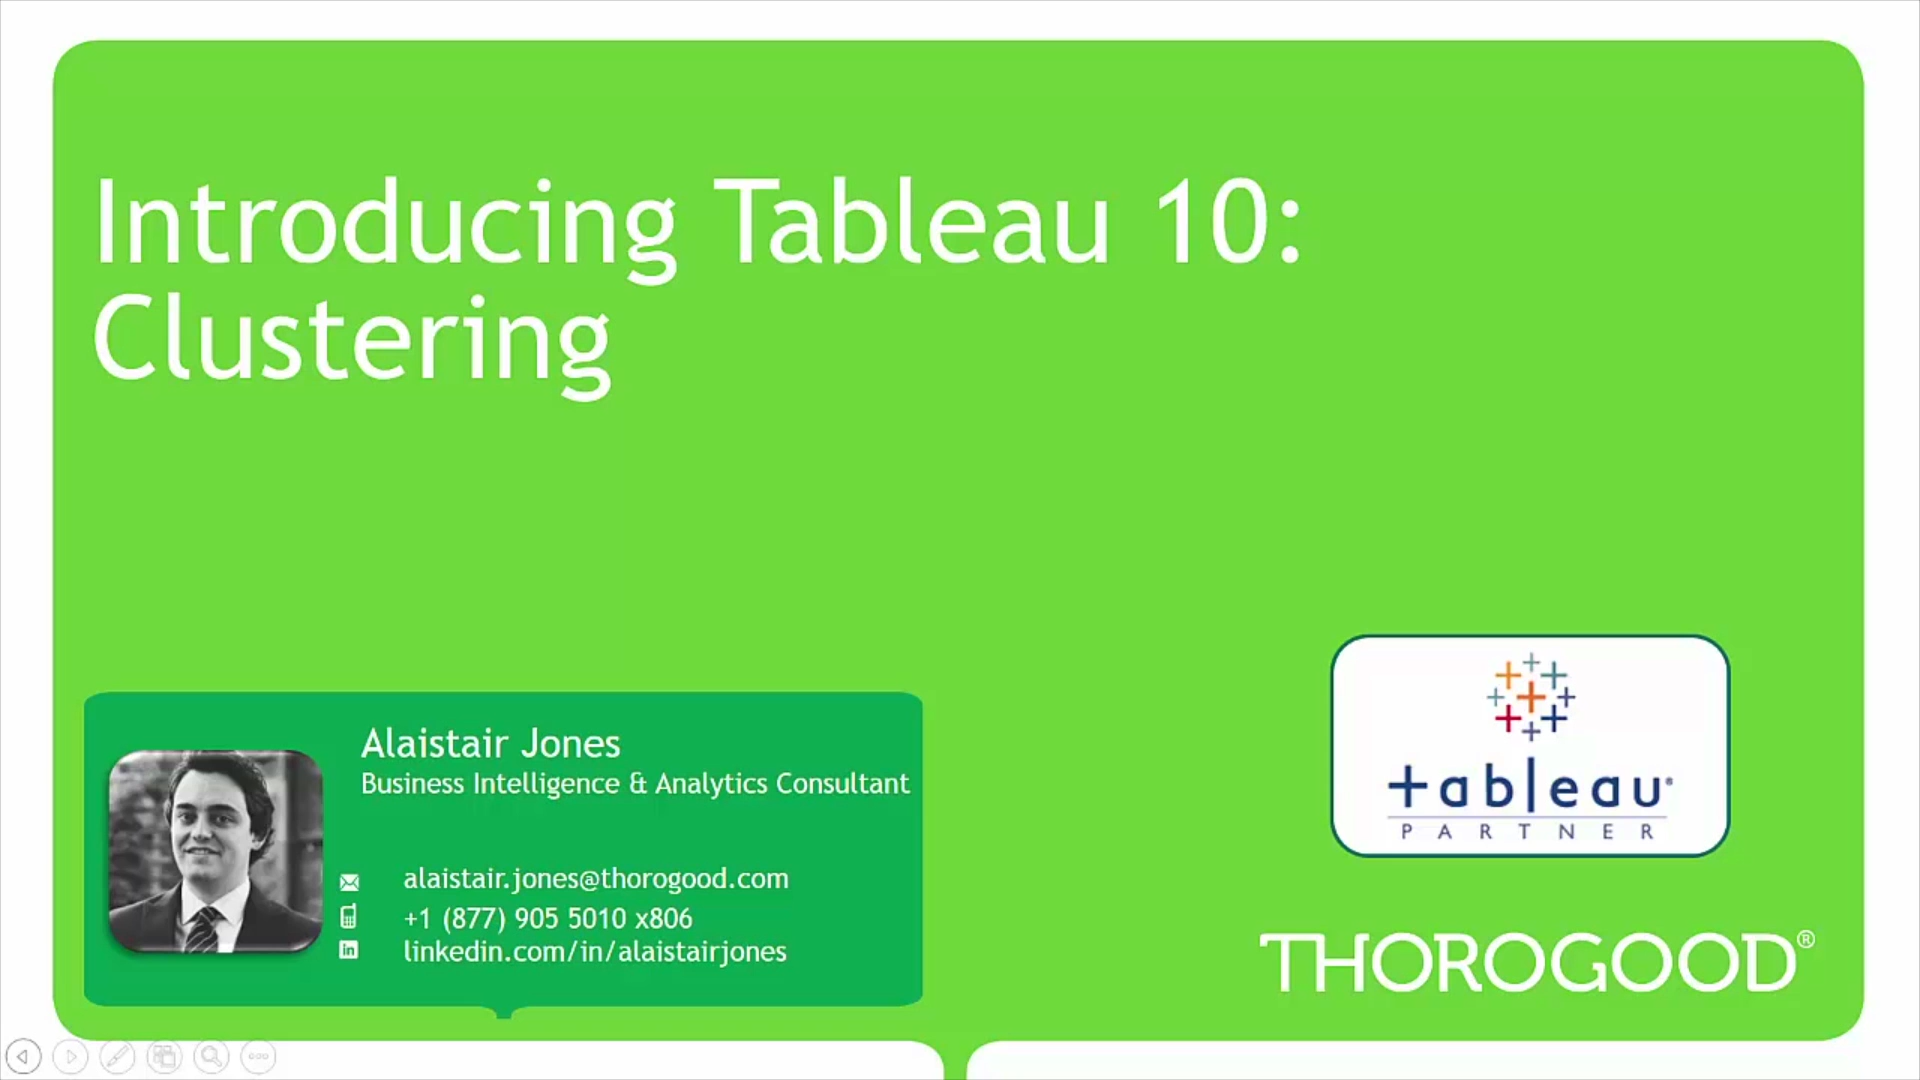 Introducing Tableau 10:
Clustering
Alaistair Jones
Business Intelligence & Analytics Consultant
alaistair.jones@thorogood.com
+1 (877) 905 5010 x806
in linkedin.com/in/alaistairjones
+ableau®
PARTNER
THOROGOOD®